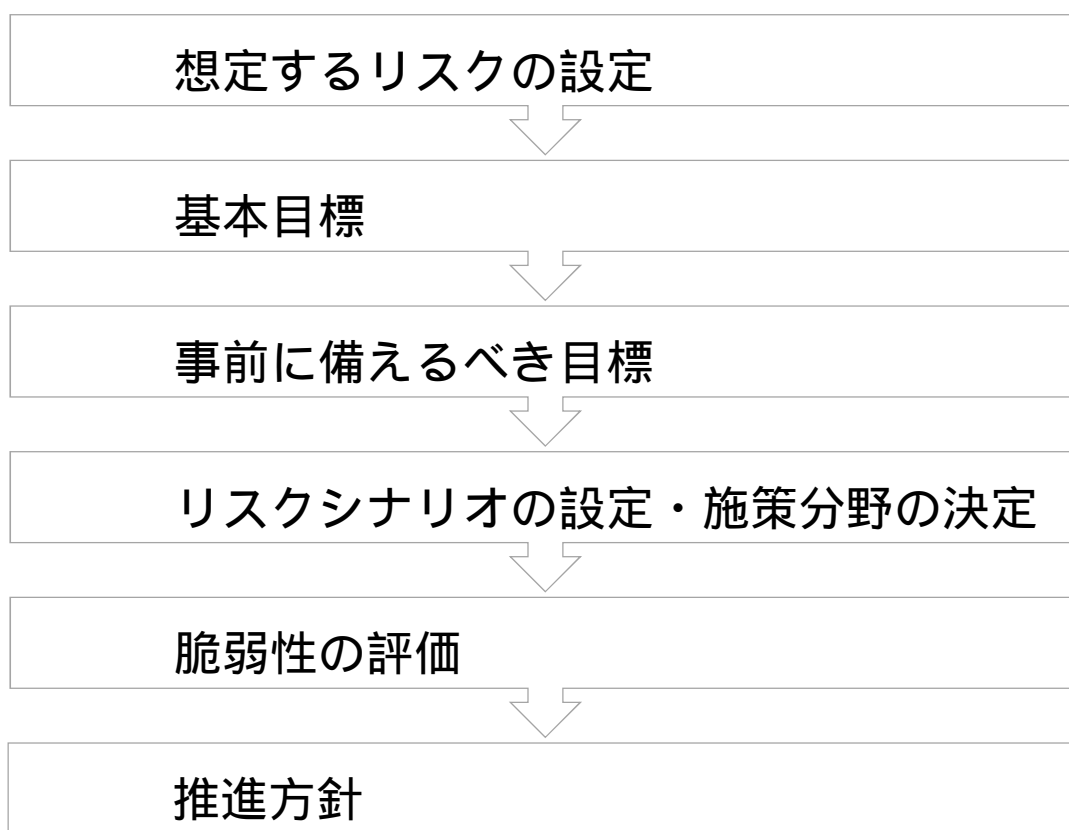 想定するリスクの設定
基本目標
事前に備えるべき目標
リスクシナリオの設定・施策分野の決定
脆弱性の評価
推進方針